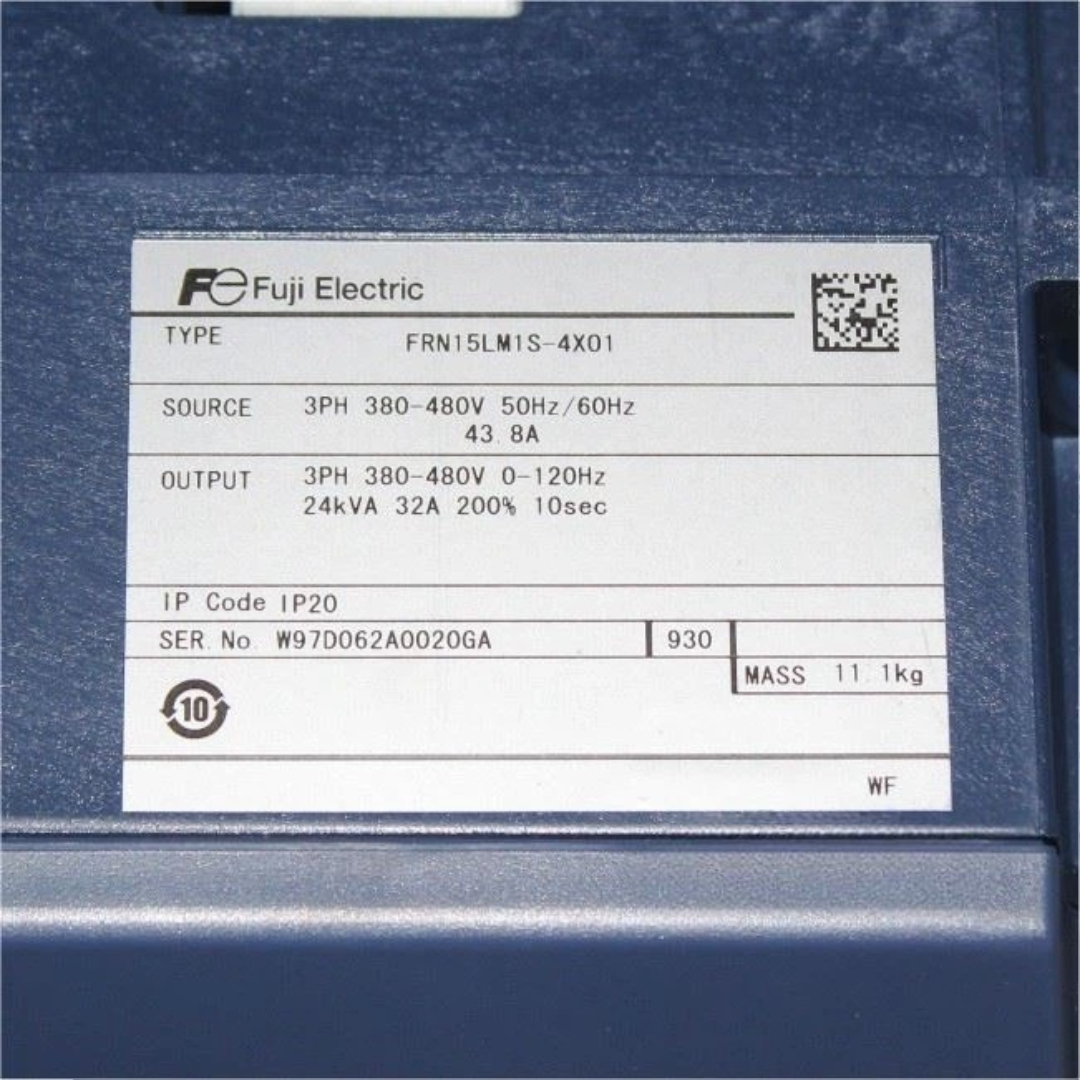 Fe Fuji Electric
TYPE FRN15LM1S-4X01
SOURCE 3PH 380-480V 50Hz/60Hz
43.8A
OUTPUT 3PH 380-480V 0-120Hz
24kVA 32A 200% 10sec
IP Code IP20
SER. No. W97D062A0020GA 930
MASS 11.1kg
10
WF